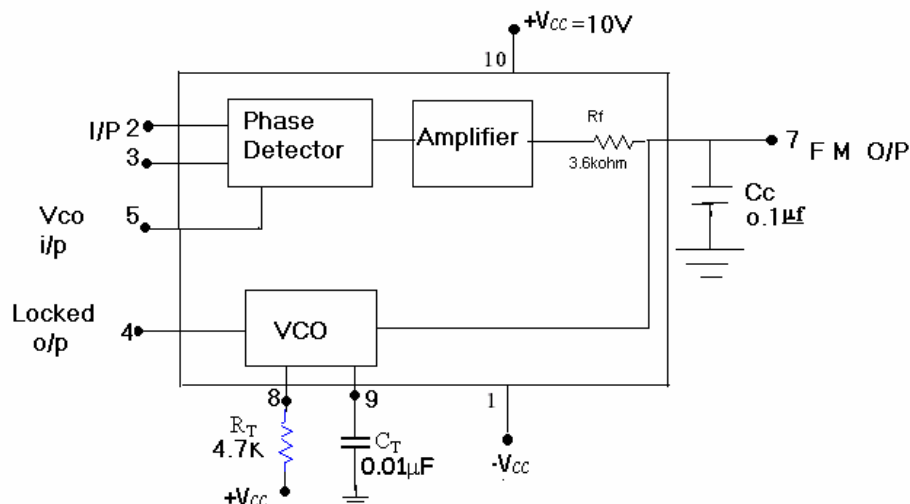 +VCC=10V
10
I/P 2
3
Phase
Detector
Amplifier
Rf
3.6kohm
7 F M O/P
Cc
0.1µf
Vco
i/p
5
Locked
o/p
4
VCO
8
9
1
RT
4.7K
CT
0.01µF
+VCC
-VCC